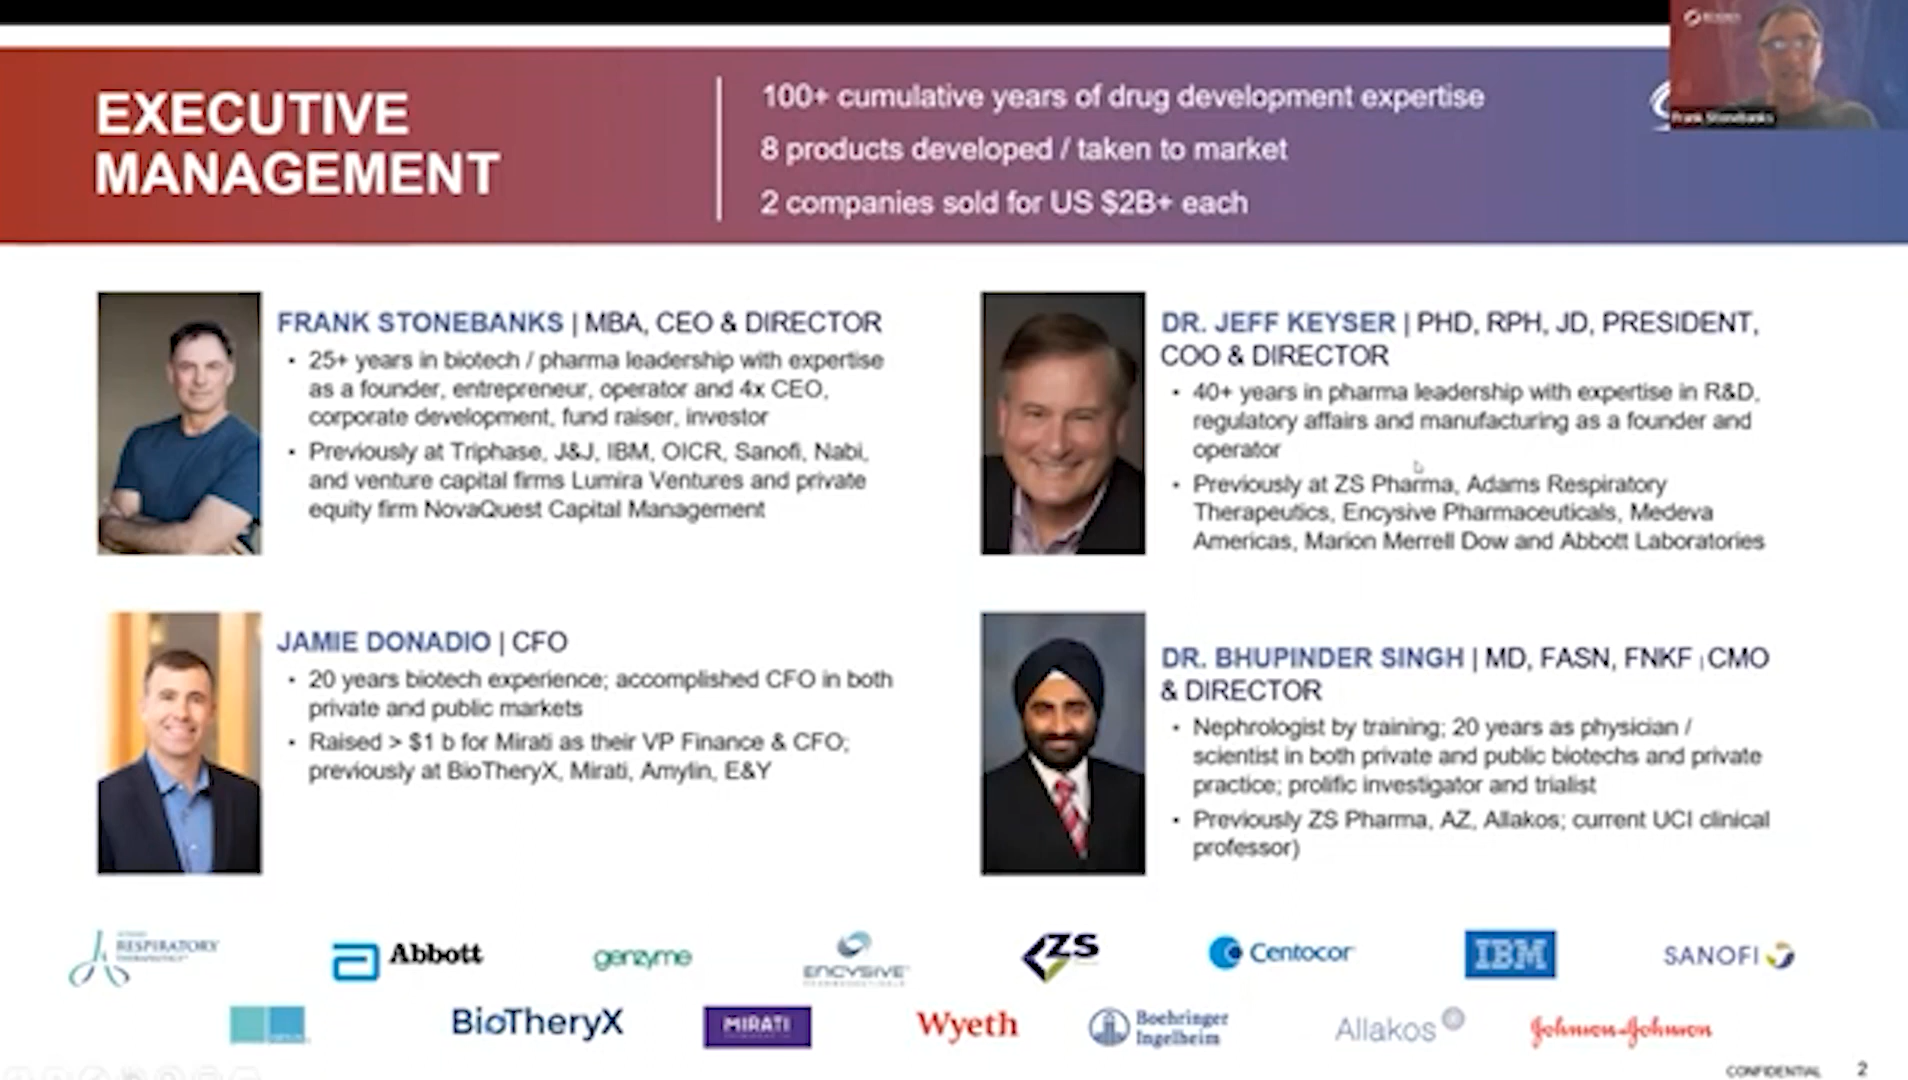 EXECUTIVE
MANAGEMENT
100+ cumulative years of drug development expertise
8 products developed / taken to market
2 companies sold for US $2B+ each
Frank Stonebanks
FRANK STONEBANKS | MBA, CEO & DIRECTOR
• 25+ years in biotech / pharma leadership with expertise
as a founder, entrepreneur, operator and 4x CEO,
corporate development, fund raiser, investor
• Previously at Triphase, J&J, IBM, OICR, Sanofi, Nabi,
and venture capital firms Lumira Ventures and private
equity firm NovaQuest Capital Management
DR. JEFF KEYSER | PHD, RPH, JD, PRESIDENT,
COO & DIRECTOR
• 40+ years in pharma leadership with expertise in R&D,
regulatory affairs and manufacturing as a founder and
operator
• Previously at ZS Pharma, Adams Respiratory
Therapeutics, Encysive Pharmaceuticals, Medeva
Americas, Marion Merrell Dow and Abbott Laboratories
JAMIE DONADIO | CFO
• 20 years biotech experience; accomplished CFO in both
private and public markets
• Raised > $1 b for Mirati as their VP Finance & CFO;
previously at BioTheryX, Mirati, Amylin, E&Y
DR. BHUPINDER SINGH | MD, FASN, FNKF | CMO
& DIRECTOR
• Nephrologist by training; 20 years as physician /
scientist in both private and public biotechs and private
practice; prolific investigator and trialist
• Previously ZS Pharma, AZ, Allakos; current UCI clinical
professor)
RESPIRATORY
THERAPEUTICS
Abbott
genzyme
ENCYSIVE
PHARMACEUTICALS
ZS
Centocor
IBM
SANOFI
BioTheryX
MIRATI
Wyeth
Boehringer
Ingelheim
Allakos
Johnson & Johnson
CONFIDENTIAL
2